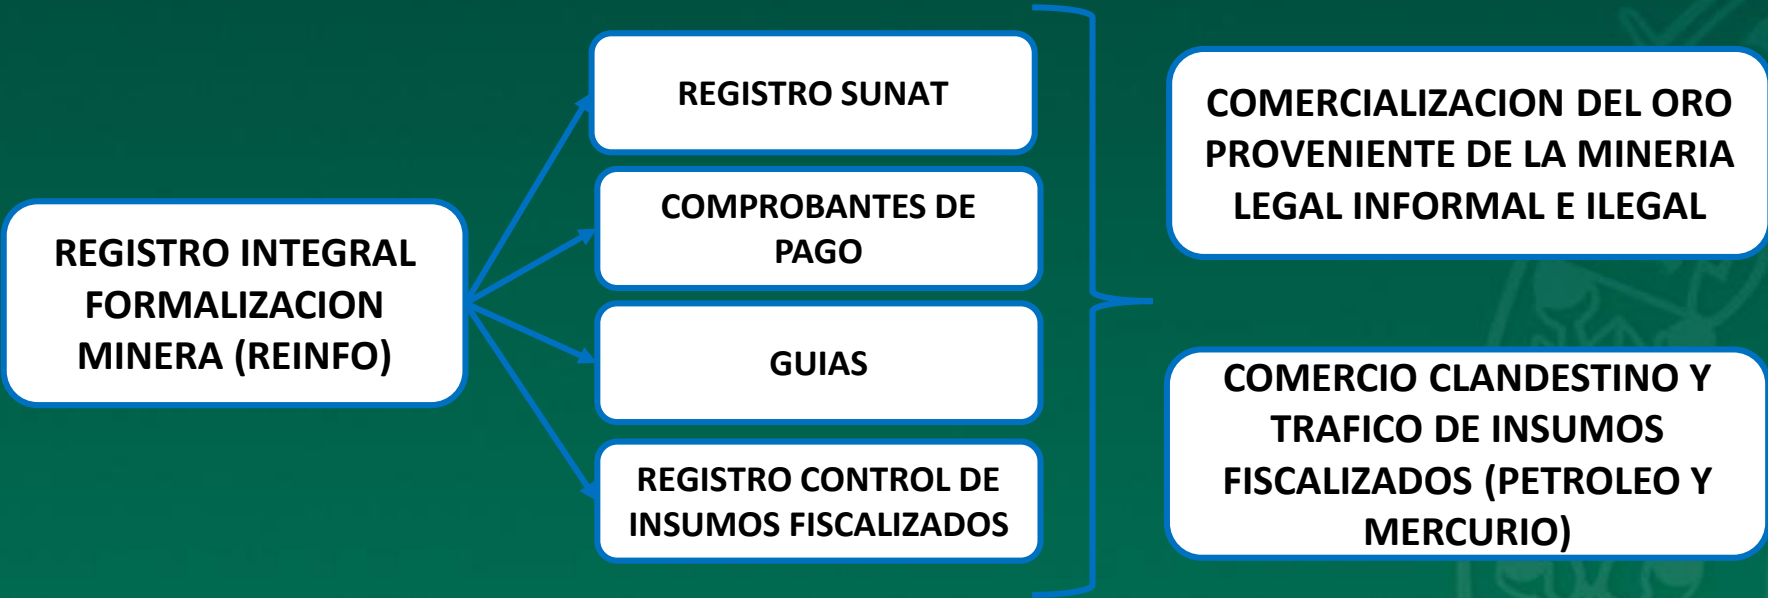 REGISTRO INTEGRAL
FORMALIZACION
MINERA (REINFO)
REGISTRO SUNAT
COMPROBANTES DE
PAGO
GUIAS
REGISTRO CONTROL DE
INSUMOS FISCALIZADOS
COMERCIALIZACION DEL ORO
PROVENIENTE DE LA MINERIA
LEGAL INFORMAL E ILEGAL
COMERCIO CLANDESTINO Y
TRAFICO DE INSUMOS
FISCALIZADOS (PETROLEO Y
MERCURIO)